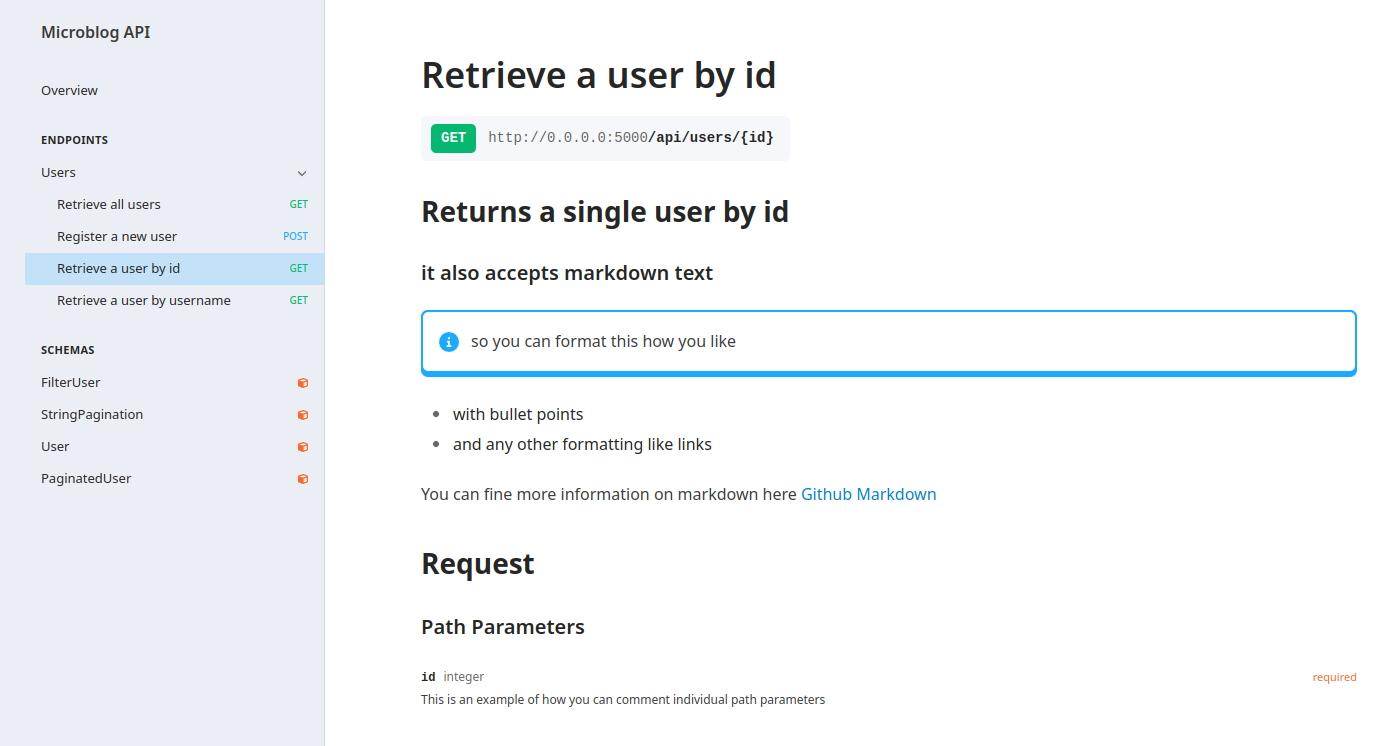 Microblog API
Overview
ENDPOINTS
Users
Retrieve all users GET
Register a new user POST
Retrieve a user by id GET
Retrieve a user by username GET
SCHEMAS
FilterUser
StringPagination
User
PaginatedUser
Retrieve a user by id
GET http://0.0.0.0:5000/api/users/{id}
Returns a single user by id
it also accepts markdown text
so you can format this how you like
with bullet points
and any other formatting like links
You can fine more information on markdown here Github Markdown
Request
Path Parameters
id integer required
This is an example of how you can comment individual path parameters